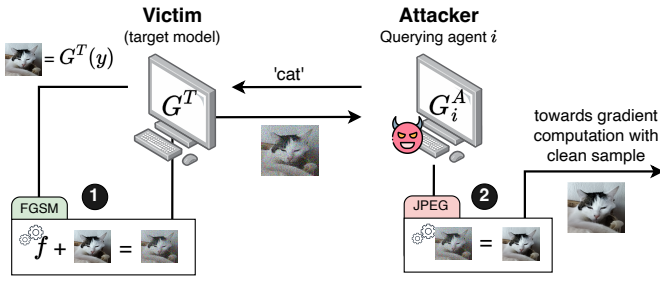 Victim
(target model)
= G^T(y)
G^T
'cat'
Attacker
Querying agent i
G_i^A
towards gradient
computation with
clean sample
1
FGSM
f + =
2
JPEG
=